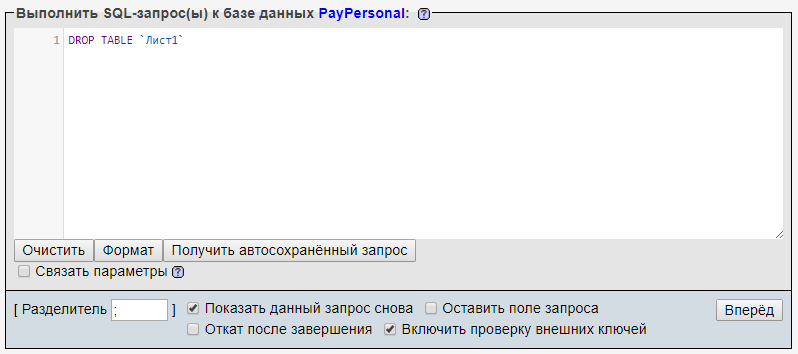 Выполнить SQL-запрос(ы) к базе данных PayPersonal: ?
1 DROP TABLE `Лист1`
Очистить Формат Получить автосохранённый запрос
Связать параметры ?
[ Разделитель ; ] Показать данный запрос снова Оставить поле запроса Вперёд
Откат после завершения Включить проверку внешних ключей